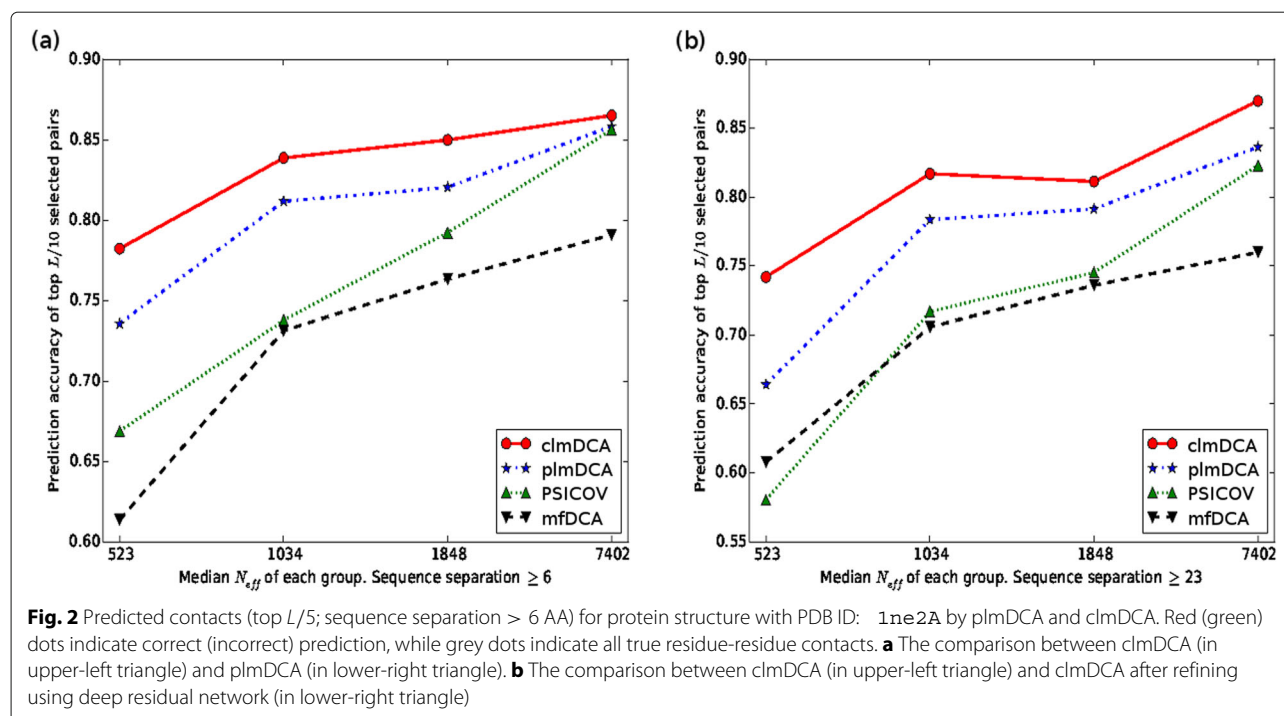 (a)
Prediction accuracy of top L/10 selected pairs
0.90
0.85
0.80
0.75
0.70
0.65
0.60
clmDCA
plmDCA
PSICOV
mfDCA
523 1034 1848 7402
Median N_eff of each group. Sequence separation ≥ 6
(b)
Prediction accuracy of top L/10 selected pairs
0.90
0.85
0.80
0.75
0.70
0.65
0.60
0.55
clmDCA
plmDCA
PSICOV
mfDCA
523 1034 1848 7402
Median N_eff of each group. Sequence separation ≥ 23
Fig. 2 Predicted contacts (top L/5; sequence separation > 6 AA) for protein structure with PDB ID: 1ne2A by plmDCA and clmDCA. Red (green)
dots indicate correct (incorrect) prediction, while grey dots indicate all true residue-residue contacts. a The comparison between clmDCA (in
upper-left triangle) and plmDCA (in lower-right triangle). b The comparison between clmDCA (in upper-left triangle) and clmDCA after refining
using deep residual network (in lower-right triangle)